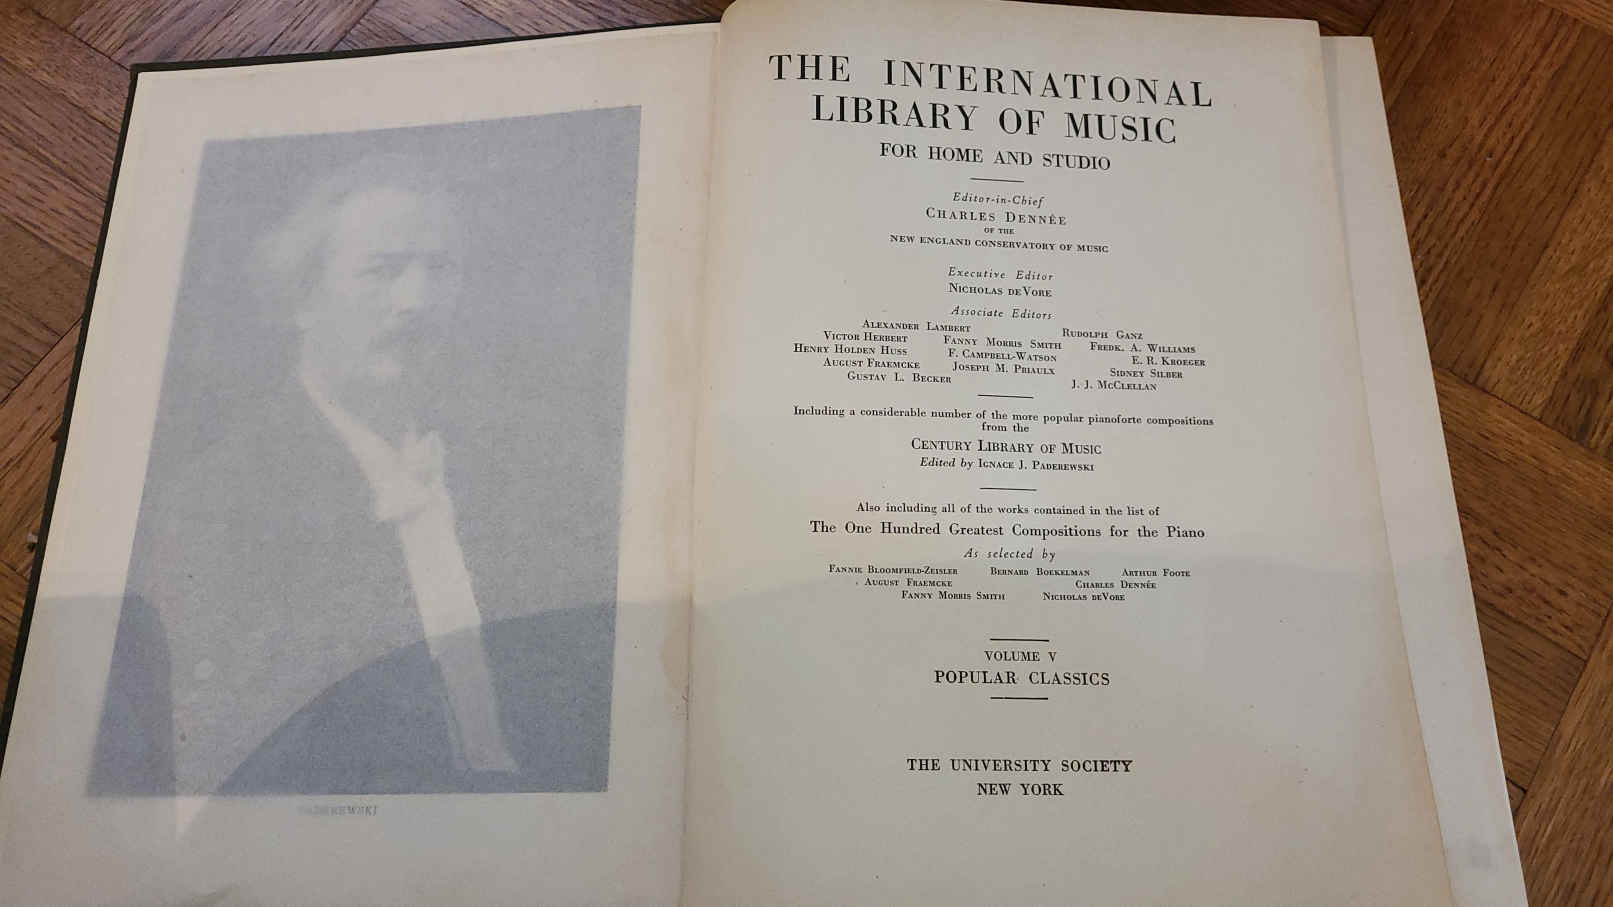 PADEREWSKI
THE INTERNATIONAL
LIBRARY OF MUSIC
FOR HOME AND STUDIO
Editor-in-Chief
CHARLES DENNÉE
OF THE
NEW ENGLAND CONSERVATORY OF MUSIC
Executive Editor
NICHOLAS DEVORE
Associate Editors
ALEXANDER LAMBERT RUDOLPH GANZ
VICTOR HERBERT FANNY MORRIS SMITH FREDK. A. WILLIAMS
HENRY HOLDEN HUSS F. CAMPBELL-WATSON E. R. KROEGER
AUGUST FRAEMCKE JOSEPH M. PRIAULX SIDNEY SILBER
GUSTAV L. BECKER J. J. MCCLELLAN
Including a considerable number of the more popular pianoforte compositions
from the
CENTURY LIBRARY OF MUSIC
Edited by IGNACE J. PADEREWSKI
Also including all of the works contained in the list of
The One Hundred Greatest Compositions for the Piano
As selected by
FANNIE BLOOMFIELD-ZEISLER BERNARD BOEKELMAN ARTHUR FOOTE
AUGUST FRAEMCKE CHARLES DENNÉE
FANNY MORRIS SMITH NICHOLAS DEVORE
VOLUME V
POPULAR CLASSICS
THE UNIVERSITY SOCIETY
NEW YORK